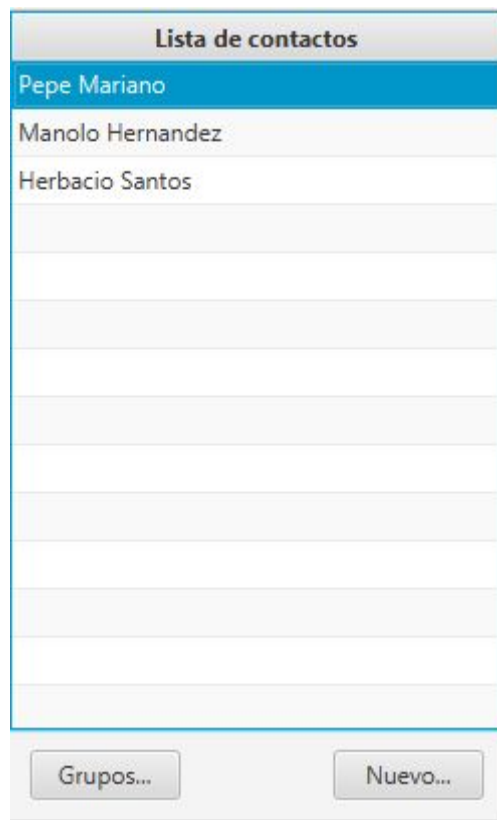 Lista de contactos
Pepe Mariano
Manolo Hernandez
Herbacio Santos
Grupos... Nuevo...